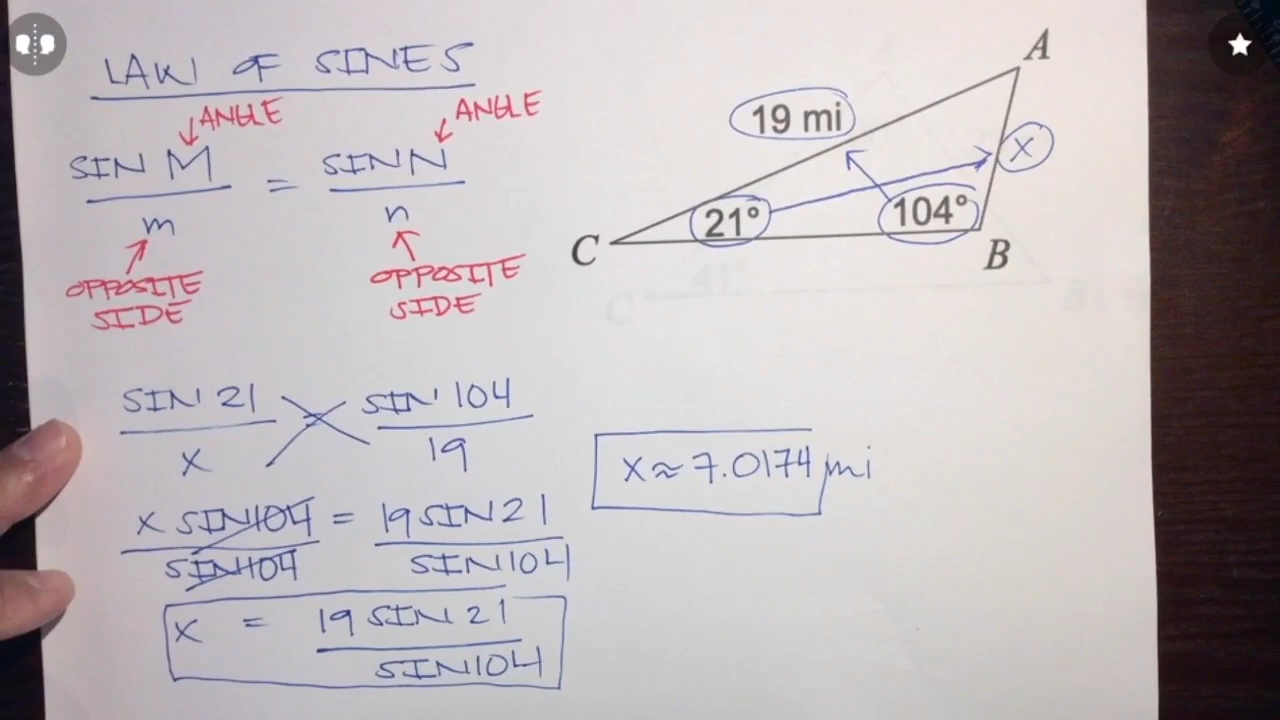 LAW OF SINES
ANGLE
ANGLE
SIN M = SIN N
m n
OPPOSITE
SIDE
OPPOSITE
SIDE
A
19 mi
x
21°
104°
C
B
SIN 21 = SIN 104
x 19
x SIN104 = 19 SIN 21
SIN104 SIN104
x = 19 SIN 21
SIN104
x ≈ 7.0174 mi
41°
C
B